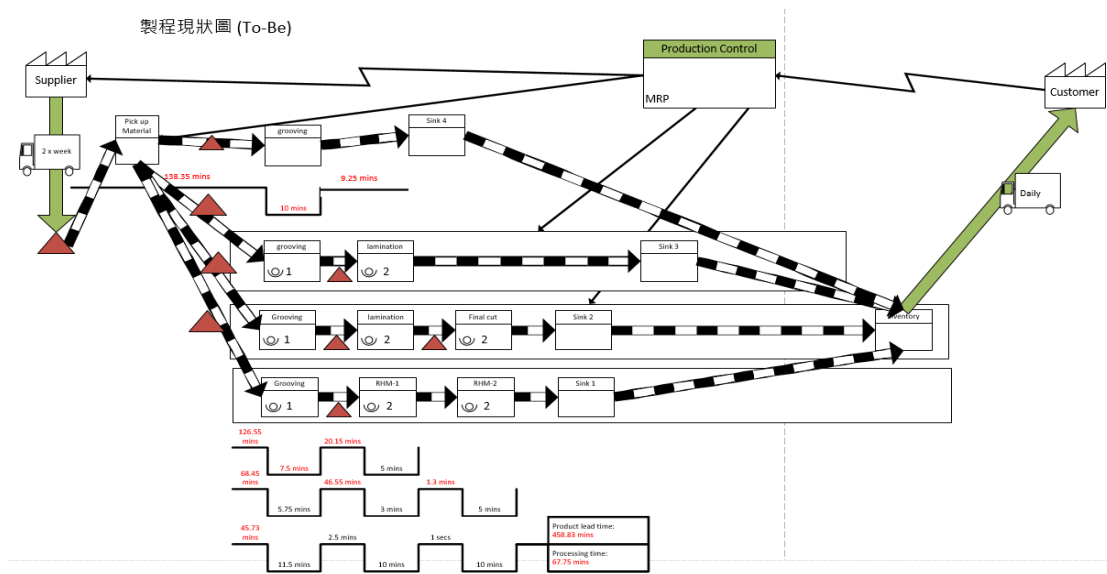 製程現狀圖 (To-Be)
Production Control
MRP
Supplier
Customer
2 x week
Daily
Pick up
Material
grooving
Sink 4
138.35 mins
9.25 mins
10 mins
grooving
1
lamination
2
Sink 3
Grooving
1
lamination
2
Final cut
2
Sink 2
Inventory
Grooving
1
RHM-1
2
RHM-2
2
Sink 1
126.55
mins
20.15 mins
7.5 mins
5 mins
68.45
mins
46.55 mins
1.3 mins
5.75 mins
3 mins
5 mins
45.73
mins
2.5 mins
1 secs
11.5 mins
10 mins
10 mins
Product lead time:
458.83 mins
Processing time:
67.75 mins